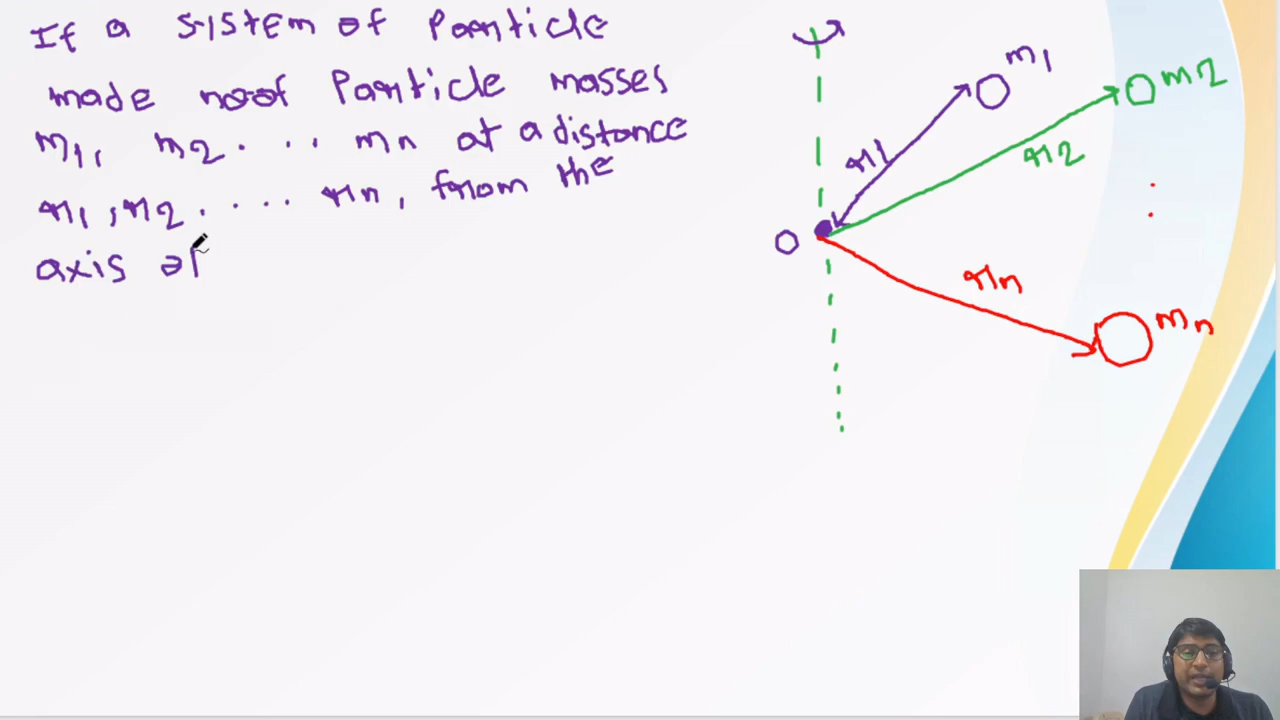 If a system of Particle
made no of Particle masses
m1, m2 . . . mn at a distance
r1, r2 . . . . rn, from the
axis of
m1
m2
r1
r2
O
rn
mn